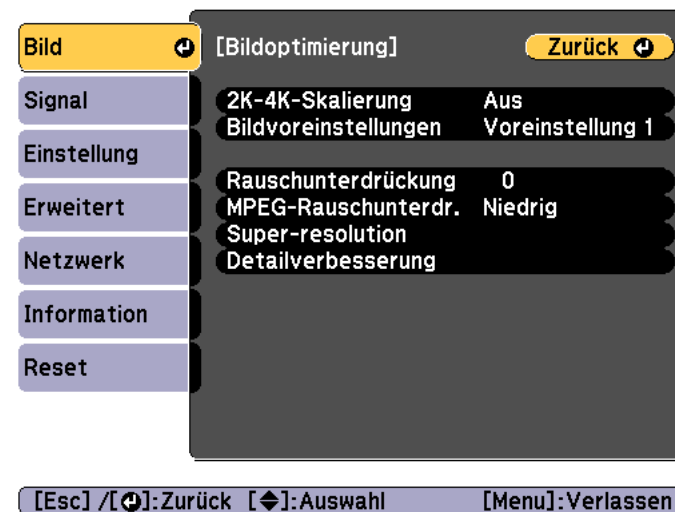 Bild
[Bildoptimierung] Zurück
Signal
2K-4K-Skalierung Aus
Bildvoreinstellungen Voreinstellung 1
Einstellung
Rauschunterdrückung 0
Erweitert
MPEG-Rauschunterdr. Niedrig
Super-resolution
Netzwerk
Detailverbesserung
Information
Reset
[Esc] /[]:Zurück []:Auswahl [Menu]:Verlassen